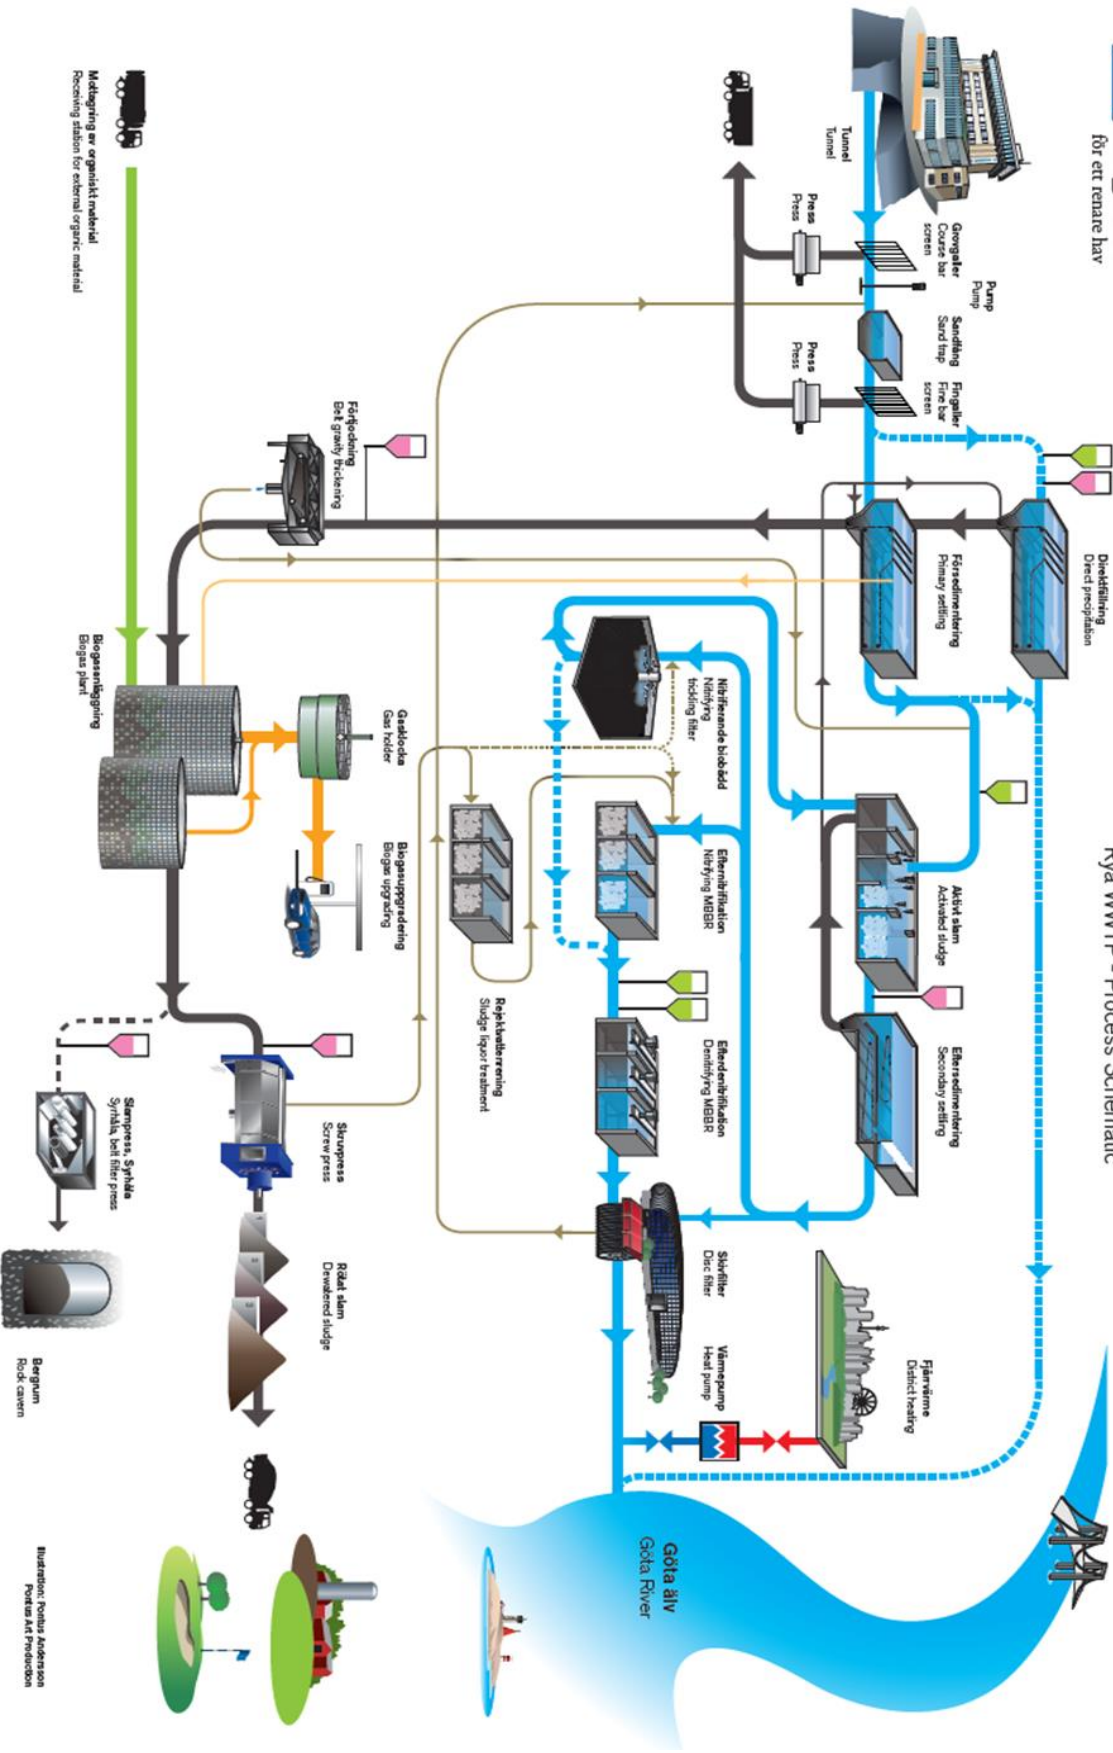 för ett renare hav
Rya WWTP - Process Schematic
Tunnel
Tunnel
Grovgaller
Course bar
screen
Pump
Pump
Sandfång
Sand trap
Fingaller
Fine bar
screen
Press
Press
Press
Press
Direktfällning
Direct precipitation
Försedimentering
Primary settling
Aktivt slam
Activated sludge
Eftersedimentering
Secondary settling
Fjärrvärme
District heating
Nitrifierande biobädd
Nitrifying
trickling filter
Efternitrifikation
Nitrifying MBBR
Efterdenitrifikation
Denitrifying MBBR
Skivfilter
Disc filter
Värmepump
Heat pump
Göta älv
Göta River
Rejektvattenrening
Sludge liquor treatment
Förtjockning
Belt gravity thickening
Gasklocka
Gas holder
Biogasuppgradering
Biogas upgrading
Skruvpress
Screw press
Rötat slam
Dewatered sludge
Mottagning av organiskt material
Receiving station for external organic material
Biogasanläggning
Biogas plant
Slampress, Syrhåla
Syrhåla, belt filter press
Bergrum
Rock cavern
Illustration: Pontus Andersson
Pontus Art Production